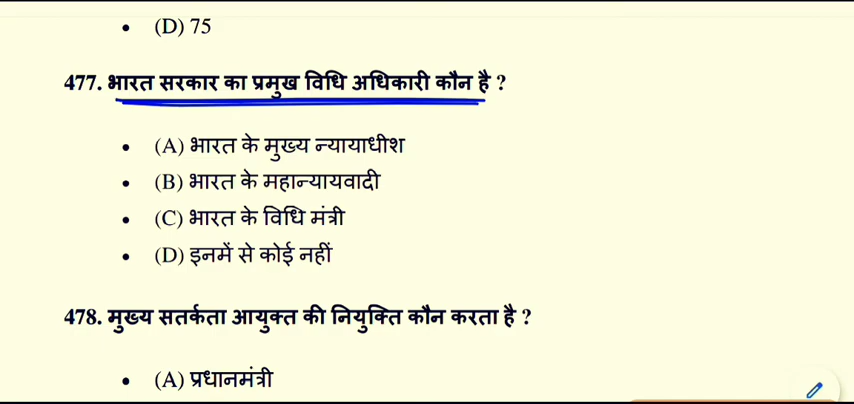 • (D) 75
477. भारत सरकार का प्रमुख विधि अधिकारी कौन है ?
• (A) भारत के मुख्य न्यायाधीश
• (B) भारत के महान्यायवादी
• (C) भारत के विधि मंत्री
• (D) इनमें से कोई नहीं
478. मुख्य सतर्कता आयुक्त की नियुक्ति कौन करता है ?
• (A) प्रधानमंत्री